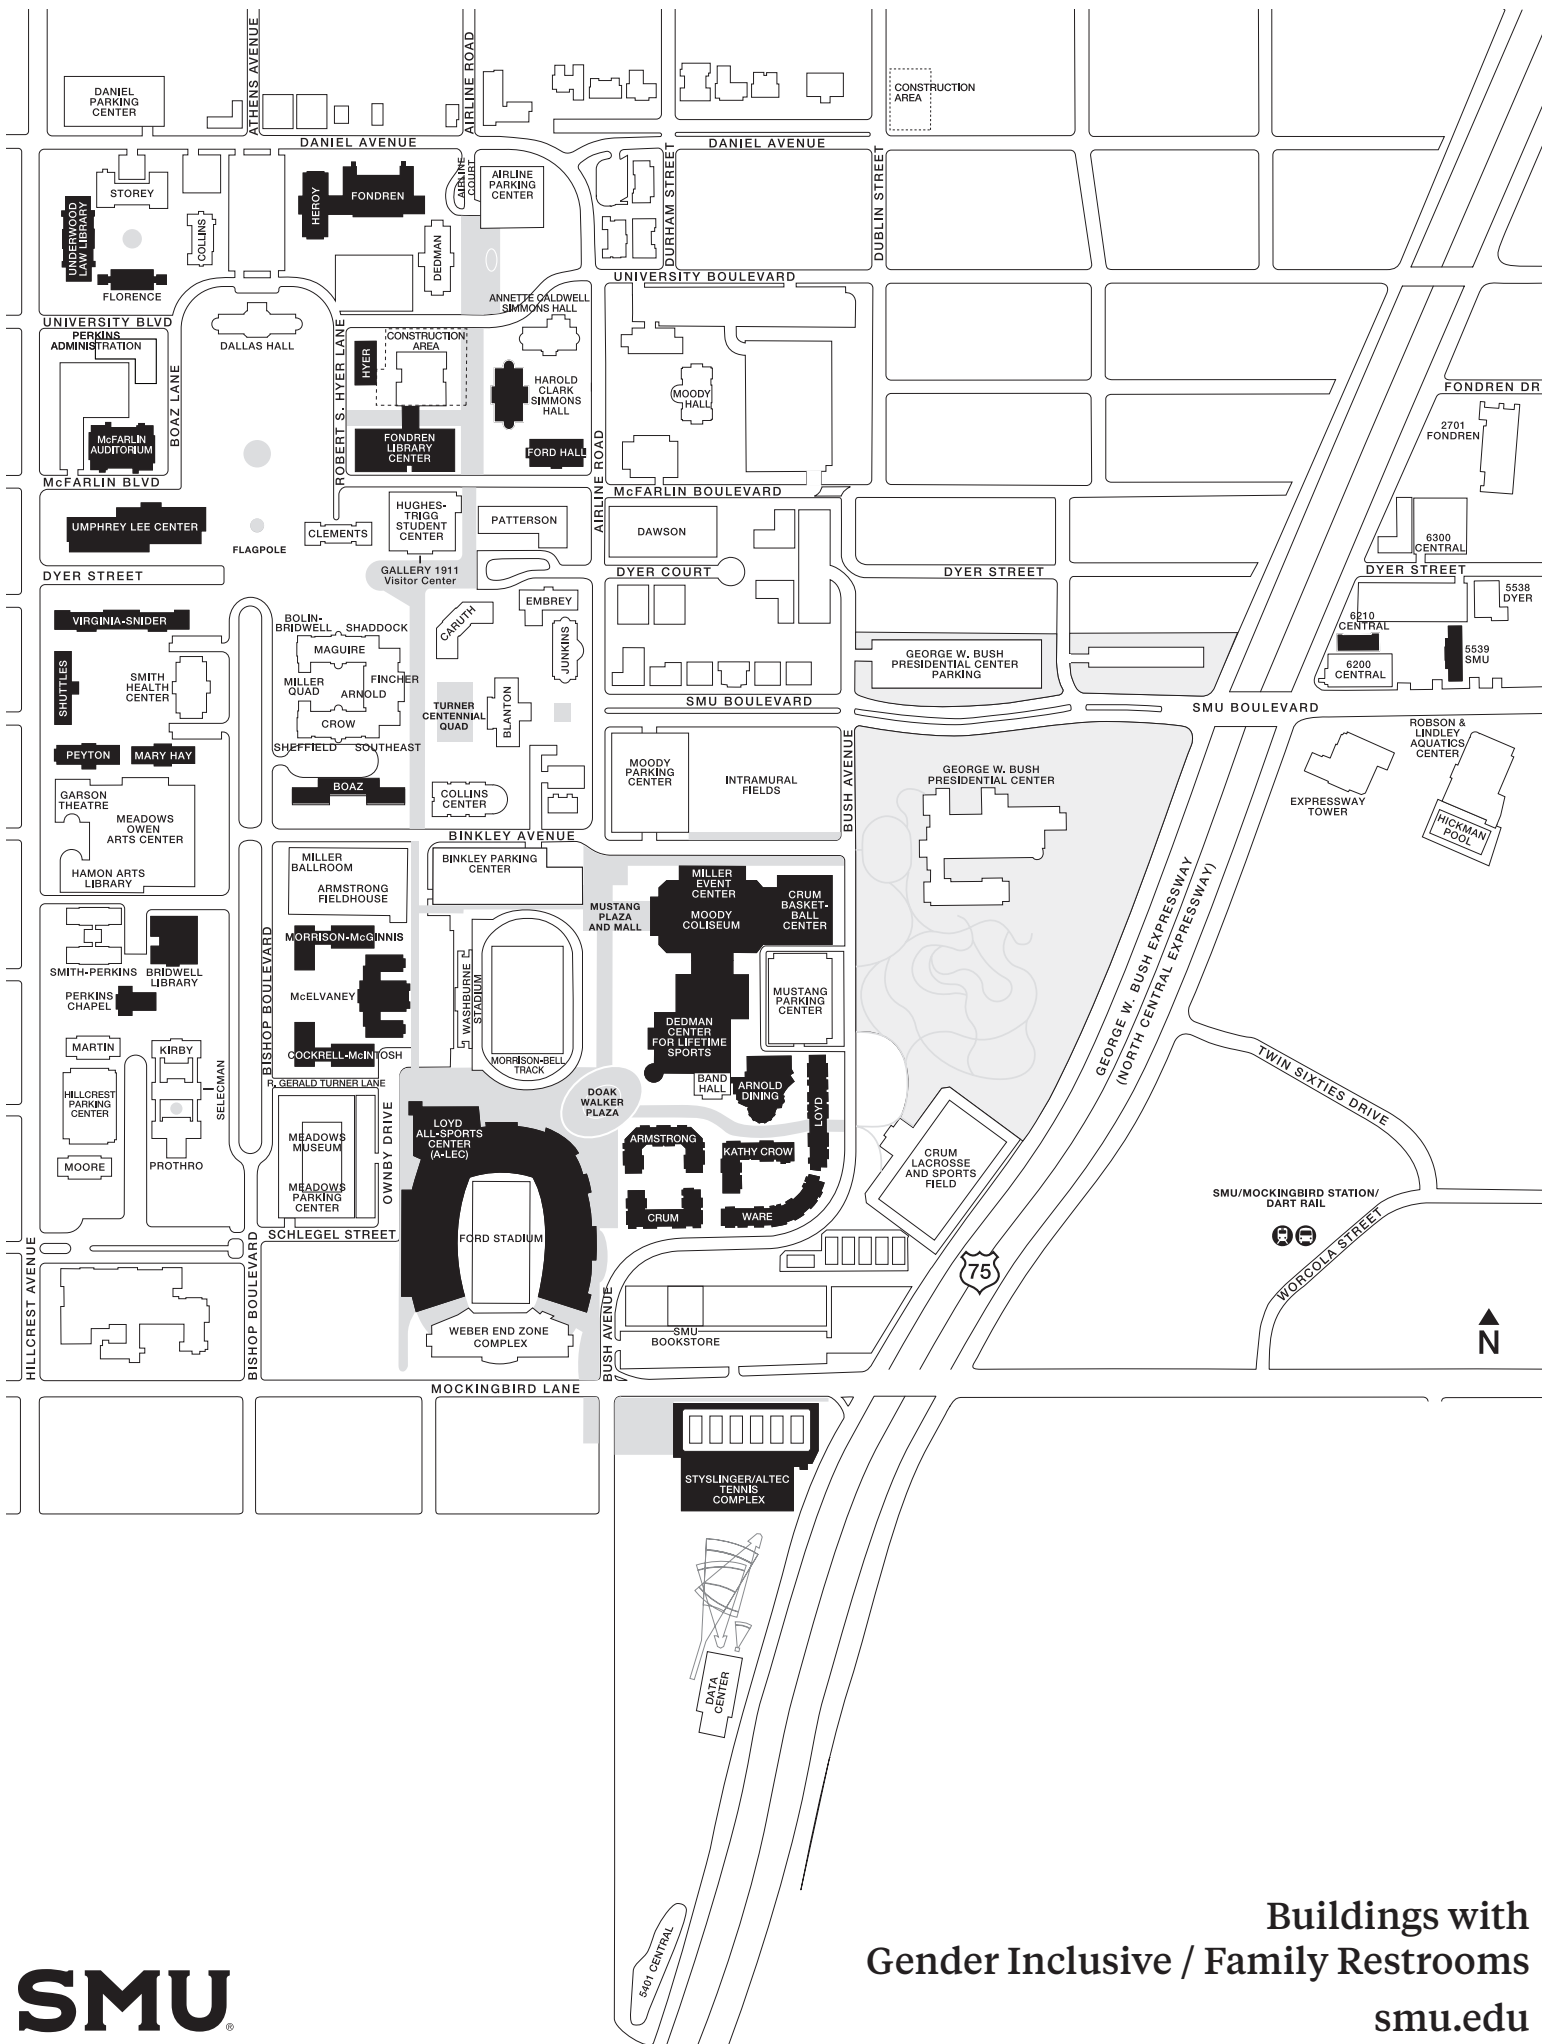 ATHENS AVENUE
AIRLINE ROAD
DANIEL
PARKING
CENTER
CONSTRUCTION
AREA
DANIEL AVENUE
DANIEL AVENUE
STOREY
HEROY
FONDREN
AIRLINE
COURT
AIRLINE
PARKING
CENTER
DURHAM STREET
DUBLIN STREET
UNDERWOOD
LAW LIBRARY
COLLINS
DEDMAN
FLORENCE
UNIVERSITY BOULEVARD
ANNETTE CALDWELL
SIMMONS HALL
UNIVERSITY BLVD
PERKINS
ADMINISTRATION
DALLAS HALL
ROBERT S. HYER LANE
CONSTRUCTION
AREA
HYER
BOAZ LANE
HAROLD
CLARK
SIMMONS
HALL
MOODY
HALL
FONDREN DR
McFARLIN
AUDITORIUM
FONDREN
LIBRARY
CENTER
FORD HALL
AIRLINE ROAD
2701
FONDREN
McFARLIN BLVD
McFARLIN BOULEVARD
UMPHREY LEE CENTER
FLAGPOLE
CLEMENTS
HUGHES-
TRIGG
STUDENT
CENTER
PATTERSON
DAWSON
6300
CENTRAL
GALLERY 1911
Visitor Center
DYER STREET
DYER COURT
DYER STREET
DYER STREET
5538
DYER
VIRGINIA-SNIDER
BOLIN-
BRIDWELL
SHADDOCK
MAGUIRE
CARUTH
EMBREY
JUNKINS
6210
CENTRAL
SHUTTLES
SMITH
HEALTH
CENTER
MILLER
QUAD
FINCHER
ARNOLD
CROW
SHEFFIELD
SOUTHEAST
TURNER
CENTENNIAL
QUAD
BLANTON
GEORGE W. BUSH
PRESIDENTIAL CENTER
PARKING
6200
CENTRAL
5539
SMU
SMU BOULEVARD
SMU BOULEVARD
PEYTON
MARY HAY
BOAZ
COLLINS
CENTER
MOODY
PARKING
CENTER
INTRAMURAL
FIELDS
BUSH AVENUE
GEORGE W. BUSH
PRESIDENTIAL CENTER
ROBSON &
LINDLEY
AQUATICS
CENTER
EXPRESSWAY
TOWER
HICKMAN
POOL
GARSON
THEATRE
MEADOWS
OWEN
ARTS CENTER
HAMON ARTS
LIBRARY
BINKLEY AVENUE
MILLER
BALLROOM
ARMSTRONG
FIELDHOUSE
BINKLEY PARKING
CENTER
MUSTANG
PLAZA
AND MALL
MILLER
EVENT
CENTER
MOODY
COLISEUM
CRUM
BASKET-
BALL
CENTER
GEORGE W. BUSH EXPRESSWAY
(NORTH CENTRAL EXPRESSWAY)
SMITH-PERKINS
BRIDWELL
LIBRARY
PERKINS
CHAPEL
BISHOP BOULEVARD
MORRISON-McGINNIS
McELVANEY
COCKRELL-McINTOSH
WASHBURNE
STADIUM
MORRISON-BELL
TRACK
MUSTANG
PARKING
CENTER
DEDMAN
CENTER
FOR LIFETIME
SPORTS
MARTIN
KIRBY
SELECMAN
HILLCREST
PARKING
CENTER
R. GERALD TURNER LANE
BAND
HALL
ARNOLD
DINING
LOYD
TWIN SIXTIES DRIVE
DOAK
WALKER
PLAZA
MEADOWS
MUSEUM
MEADOWS
PARKING
CENTER
OWNBY DRIVE
LOYD
ALL-SPORTS
CENTER
(A-LEC)
ARMSTRONG
KATHY CROW
MOORE
PROTHRO
CRUM
LACROSSE
AND SPORTS
FIELD
CRUM
WARE
SMU/MOCKINGBIRD STATION/
DART RAIL
WORCOLA STREET
SCHLEGEL STREET
FORD STADIUM
HILLCREST AVENUE
BISHOP BOULEVARD
75
BUSH AVENUE
WEBER END ZONE
COMPLEX
SMU
BOOKSTORE
N
MOCKINGBIRD LANE
STYSLINGER/ALTEC
TENNIS
COMPLEX
DATA
CENTER
5401 CENTRAL
Buildings with
Gender Inclusive / Family Restrooms
smu.edu
SMU®